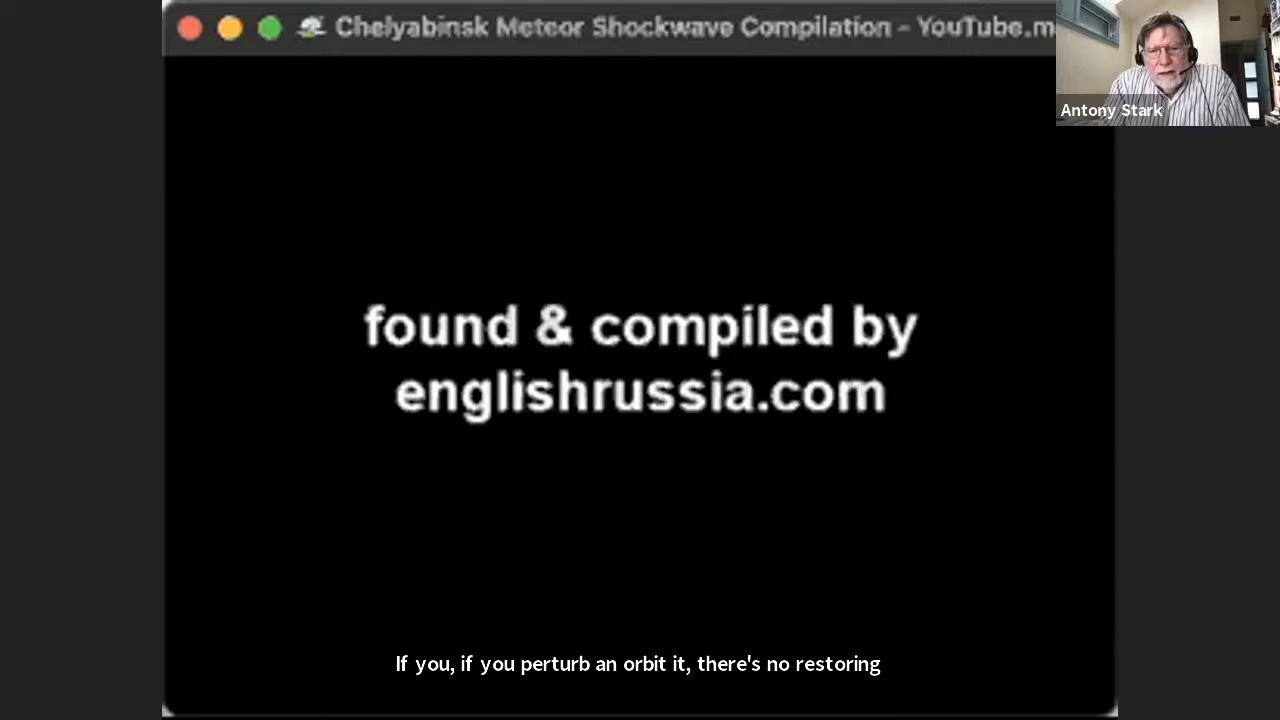 Chelyabinsk Meteor Shockwave Compilation - YouTube.m
Antony Stark
found & compiled by
englishrussia.com
If you, if you perturb an orbit it, there's no restoring